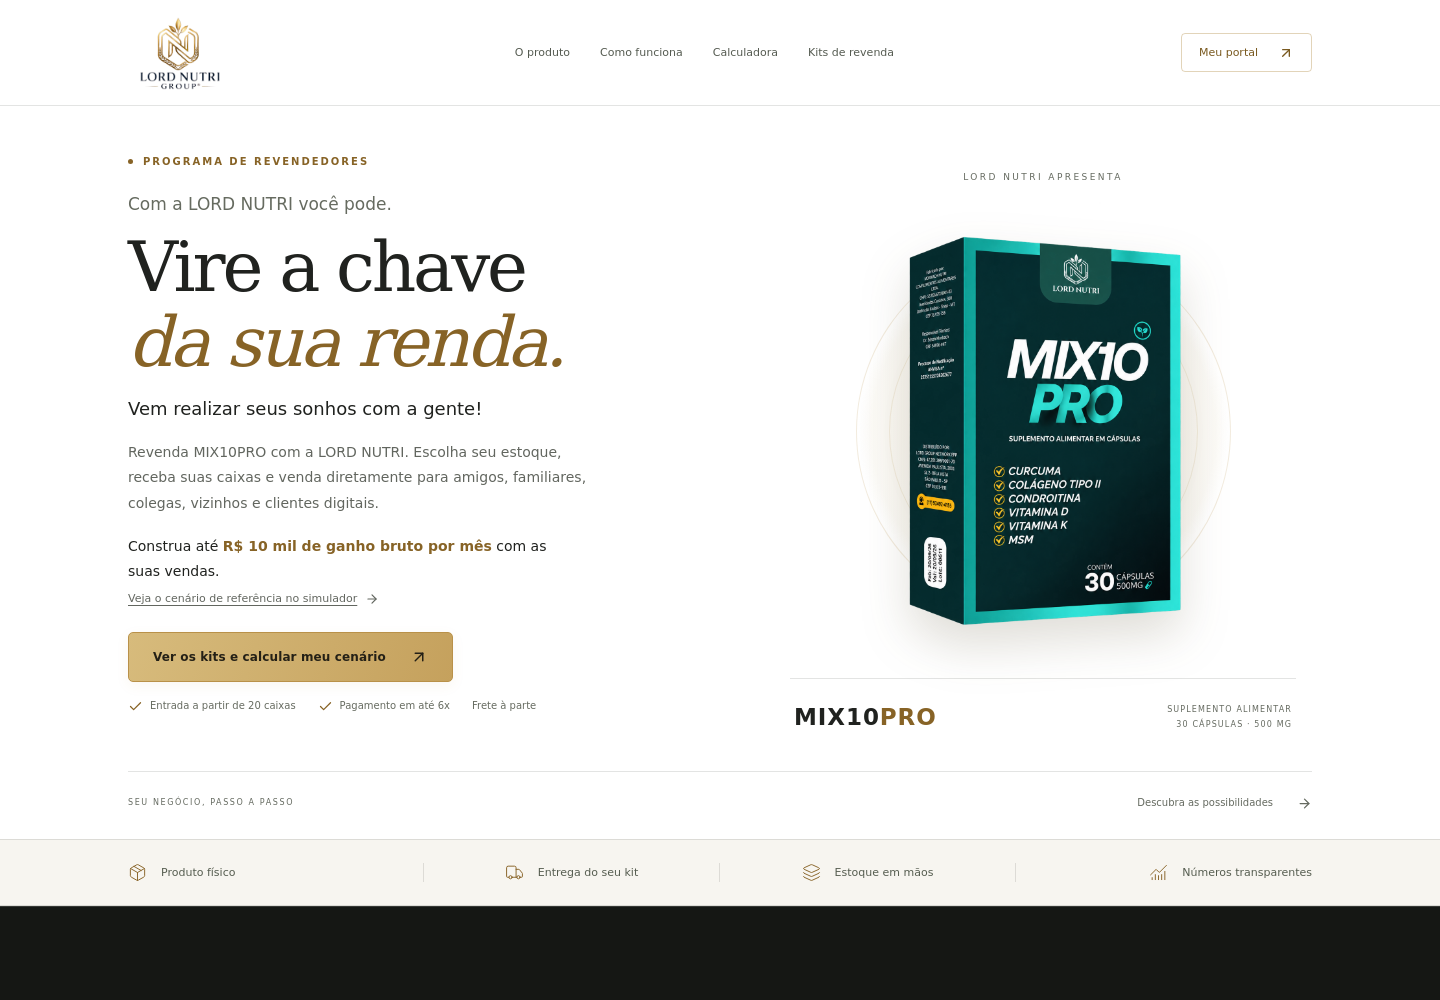 LORD NUTRI
GROUP
O produto
Como funciona
Calculadora
Kits de revenda
Meu portal
PROGRAMA DE REVENDEDORES
Com a LORD NUTRI você pode.
Vire a chave
da sua renda.
Vem realizar seus sonhos com a gente!
Revenda MIX10PRO com a LORD NUTRI. Escolha seu estoque,
receba suas caixas e venda diretamente para amigos, familiares,
colegas, vizinhos e clientes digitais.
Construa até R$ 10 mil de ganho bruto por mês com as
suas vendas.
Veja o cenário de referência no simulador
Ver os kits e calcular meu cenário
Entrada a partir de 20 caixas
Pagamento em até 6x
Frete à parte
LORD NUTRI APRESENTA
LORD NUTRI
MIX10
PRO
SUPLEMENTO ALIMENTAR EM CÁPSULAS
CURCUMA
COLÁGENO TIPO II
CONDROITINA
VITAMINA D
VITAMINA K
MSM
CONTÉM
30 CÁPSULAS
500MG
MIX10PRO
SUPLEMENTO ALIMENTAR
30 CÁPSULAS · 500 MG
SEU NEGÓCIO, PASSO A PASSO
Descubra as possibilidades
Produto físico
Entrega do seu kit
Estoque em mãos
Números transparentes